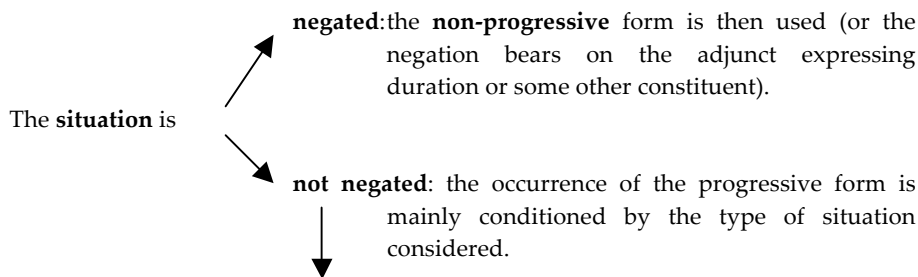 negated: the non-progressive form is then used (or the
negation bears on the adjunct expressing
duration or some other constituent).
The situation is
not negated: the occurrence of the progressive form is
mainly conditioned by the type of situation
considered.